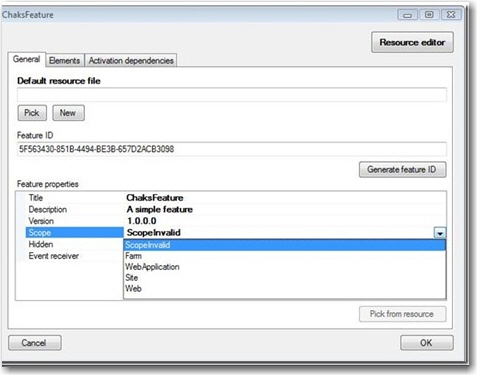 ChaksFeature
Resource editor
General Elements Activation dependencies
Default resource file
Pick New
Feature ID
5F563430-851B-4494-BE3B-657D2ACB3098
Generate feature ID
Feature properties
Title ChaksFeature
Description A simple feature
Version 1.0.0.0
Scope ScopeInvalid
Hidden ScopeInvalid
Event receiver Farm
WebApplication
Site
Web
Pick from resource
Cancel OK